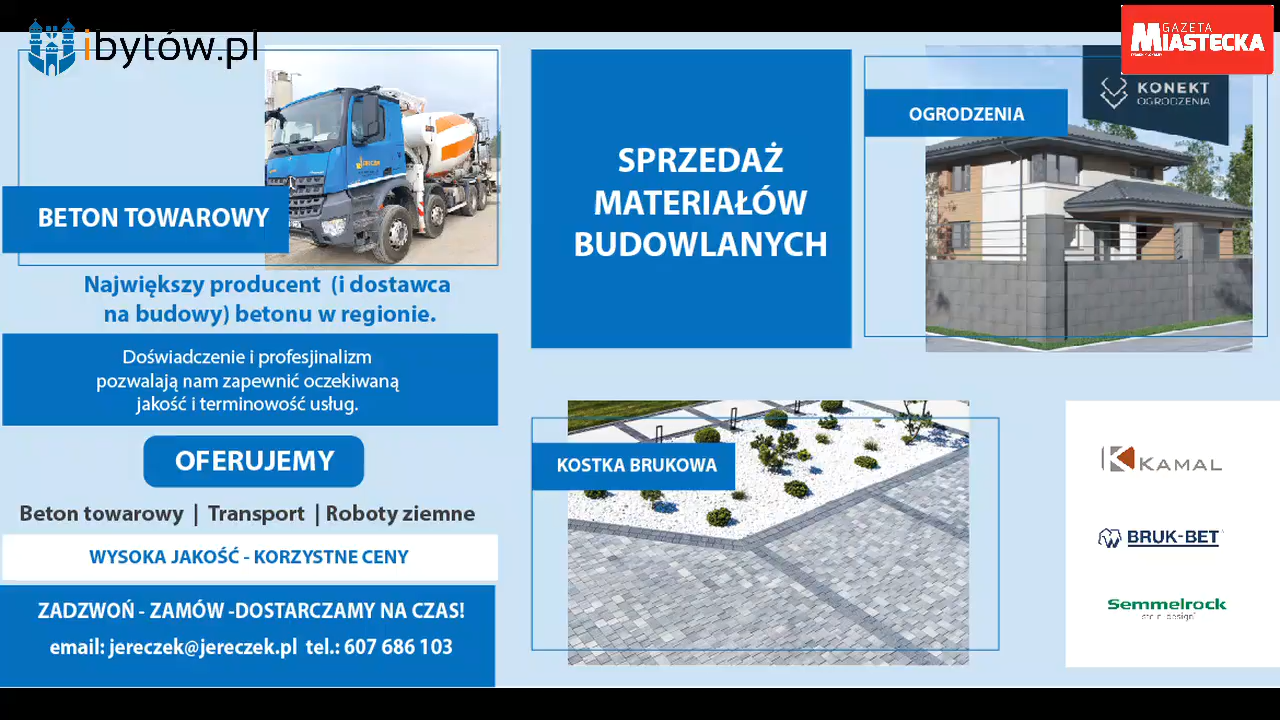 ibytów.pl
GAZETA
MIASTECKA
BETON TOWAROWY
Największy producent (i dostawca
na budowy) betonu w regionie.
Doświadczenie i profesjinalizm
pozwalają nam zapewnić oczekiwaną
jakość i terminowość usług.
OFERUJEMY
Beton towarowy | Transport | Roboty ziemne
WYSOKA JAKOŚĆ - KORZYSTNE CENY
ZADZWOŃ - ZAMÓW -DOSTARCZAMY NA CZAS!
email: jereczek@jereczek.pl tel.: 607 686 103
SPRZEDAŻ
MATERIAŁÓW
BUDOWLANYCH
OGRODZENIA
KONEKT
OGRODZENIA
KOSTKA BRUKOWA
KAMAL
BRUK-BET
Semmelrock